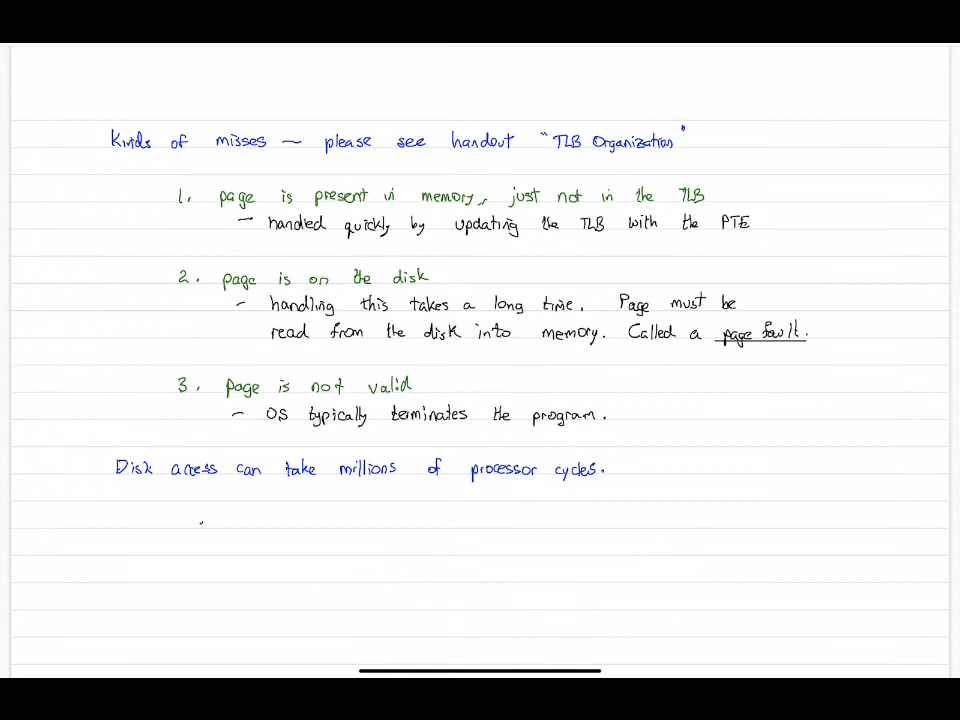 Kinds of misses — please see handout "TLB Organization"
1. page is present in memory, just not in the TLB
- handled quickly by updating the TLB with the PTE
2. page is on the disk
- handling this takes a long time. Page must be
read from the disk into memory. Called a page fault.
3. page is not valid
- OS typically terminates the program.
Disk access can take millions of processor cycles.